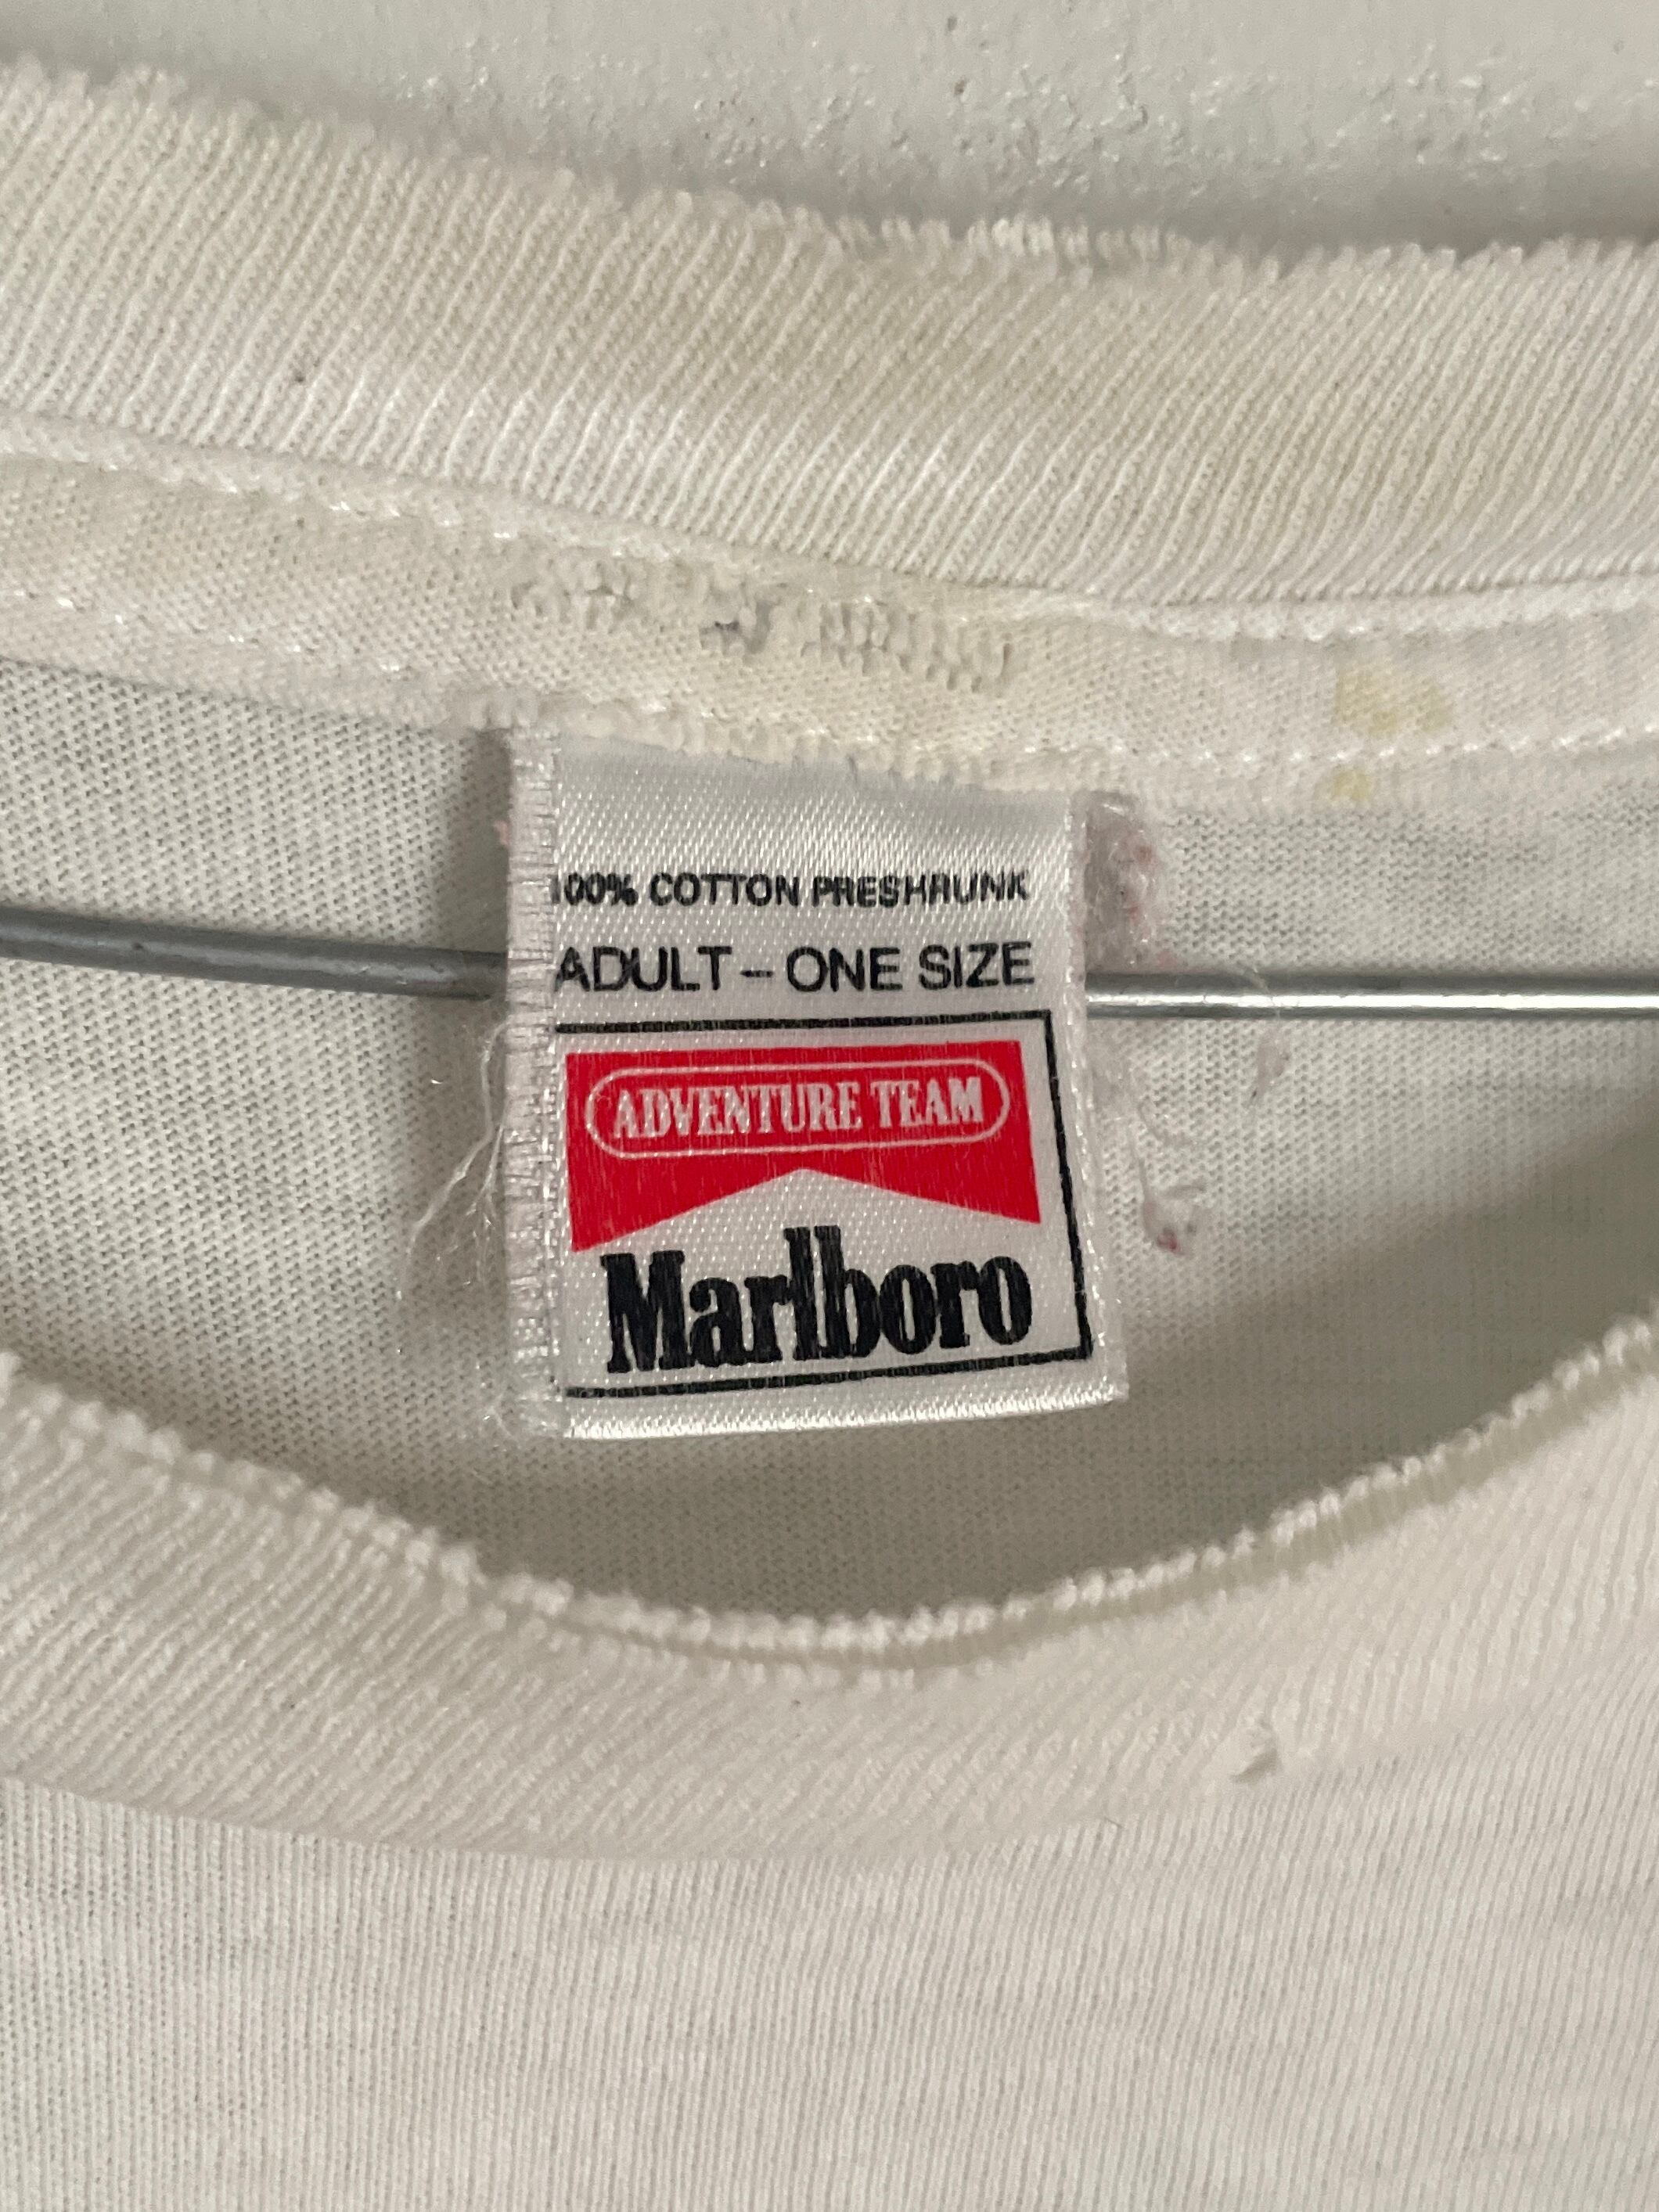 100% COTTON PRESHRUNK
ADULT – ONE SIZE
ADVENTURE TEAM
Marlboro